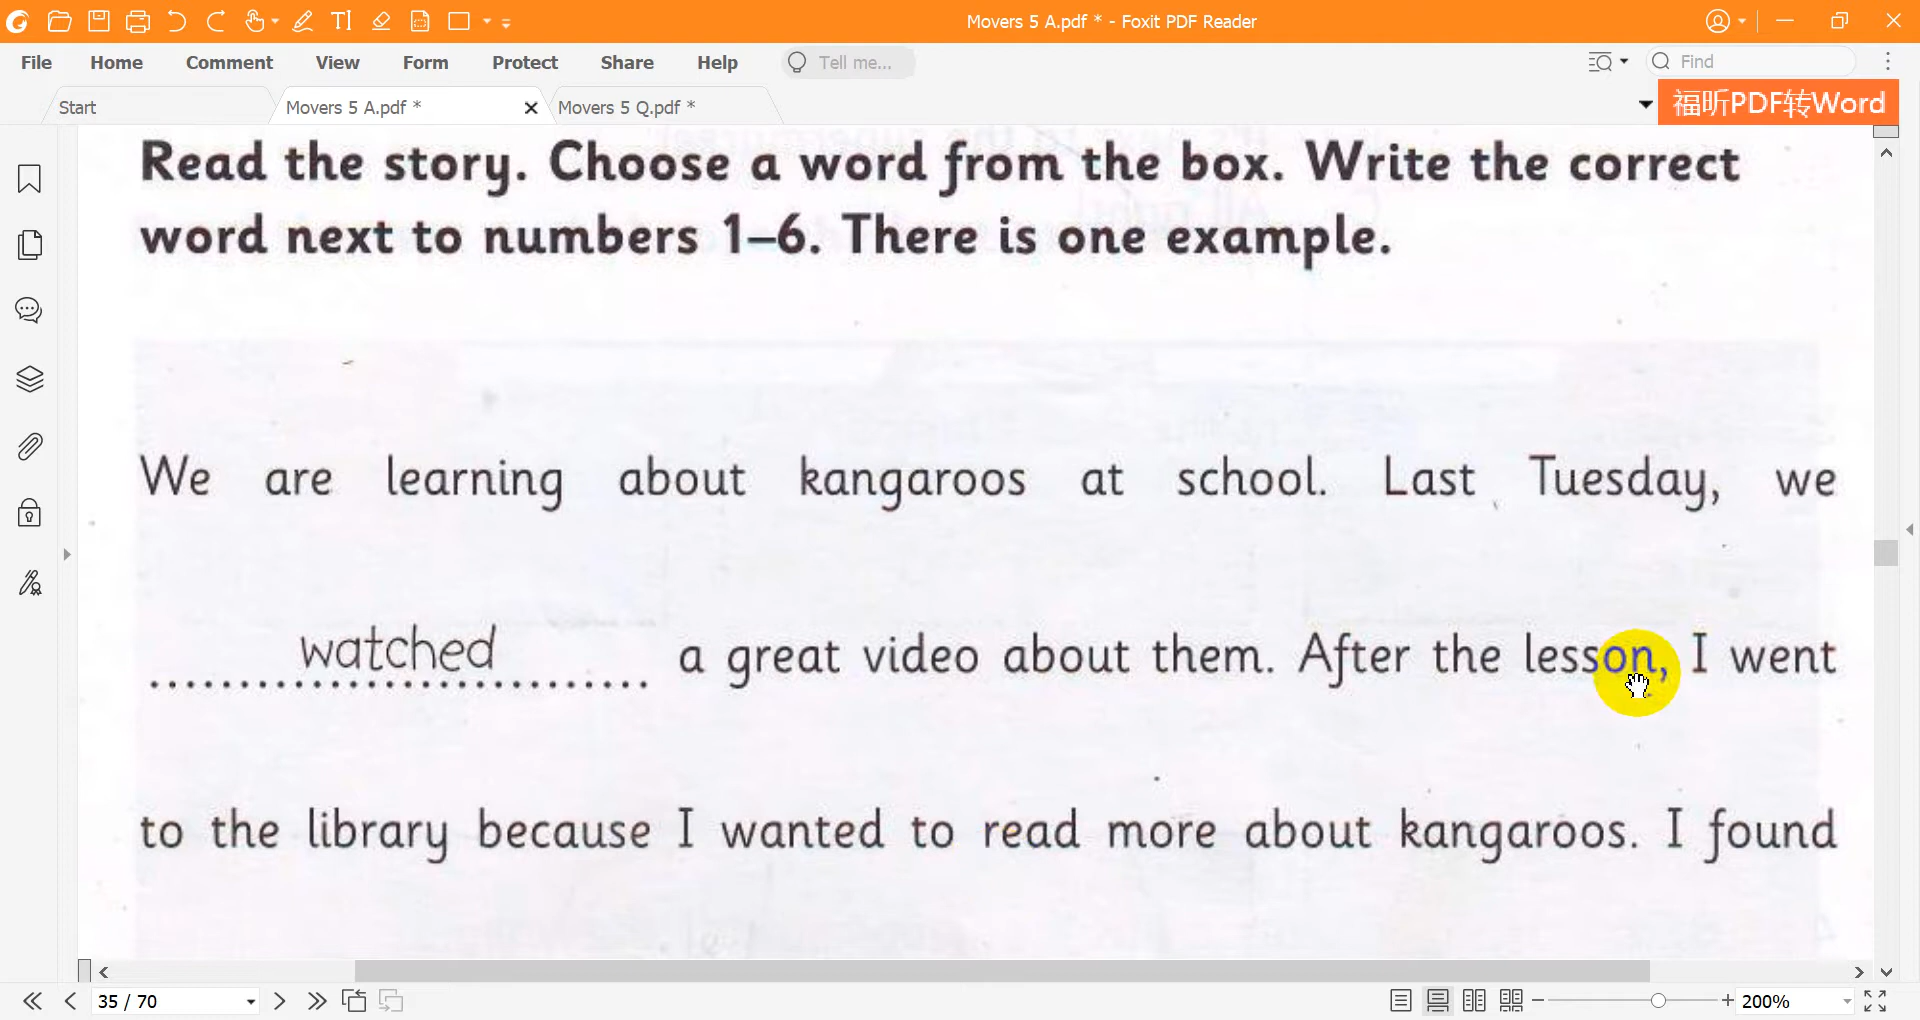 Movers 5 A.pdf * - Foxit PDF Reader
File Home Comment View Form Protect Share Help Tell me... Find
Start Movers 5 A.pdf * Movers 5 Q.pdf * 福昕PDF转Word
Read the story. Choose a word from the box. Write the correct
word next to numbers 1–6. There is one example.
We are learning about kangaroos at school. Last Tuesday, we
watched a great video about them. After the lesson, I went
to the library because I wanted to read more about kangaroos. I found
35 / 70 200%